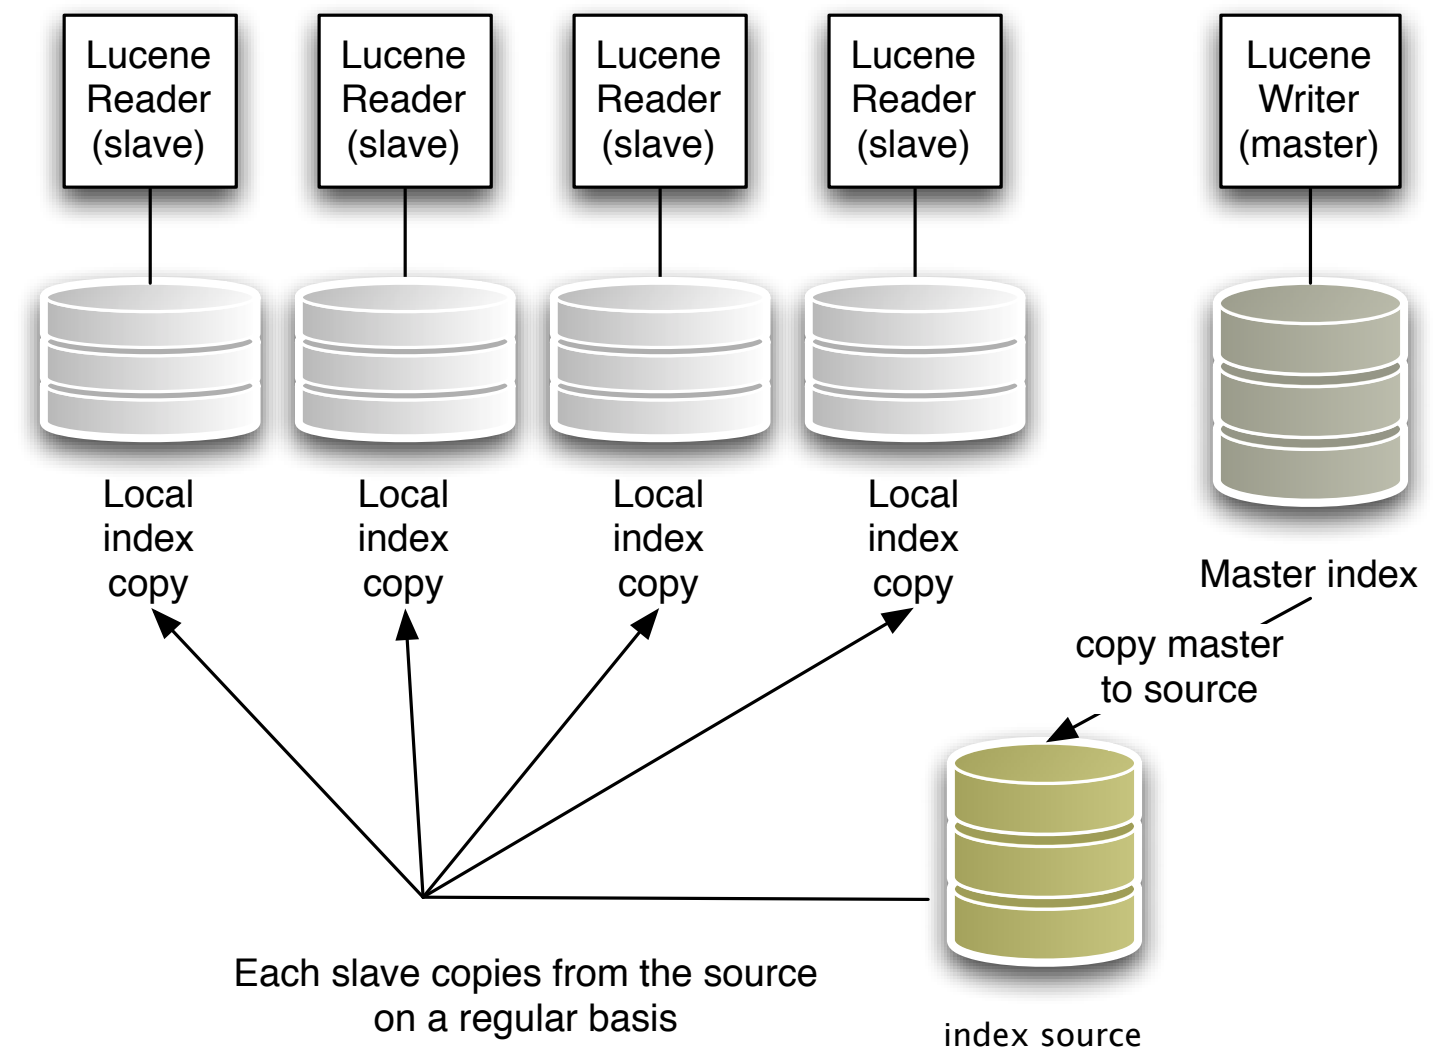 Lucene
Reader
(slave)
Lucene
Reader
(slave)
Lucene
Reader
(slave)
Lucene
Reader
(slave)
Lucene
Writer
(master)
Local
index
copy
Local
index
copy
Local
index
copy
Local
index
copy
Master index
copy master
to source
Each slave copies from the source
on a regular basis
index source